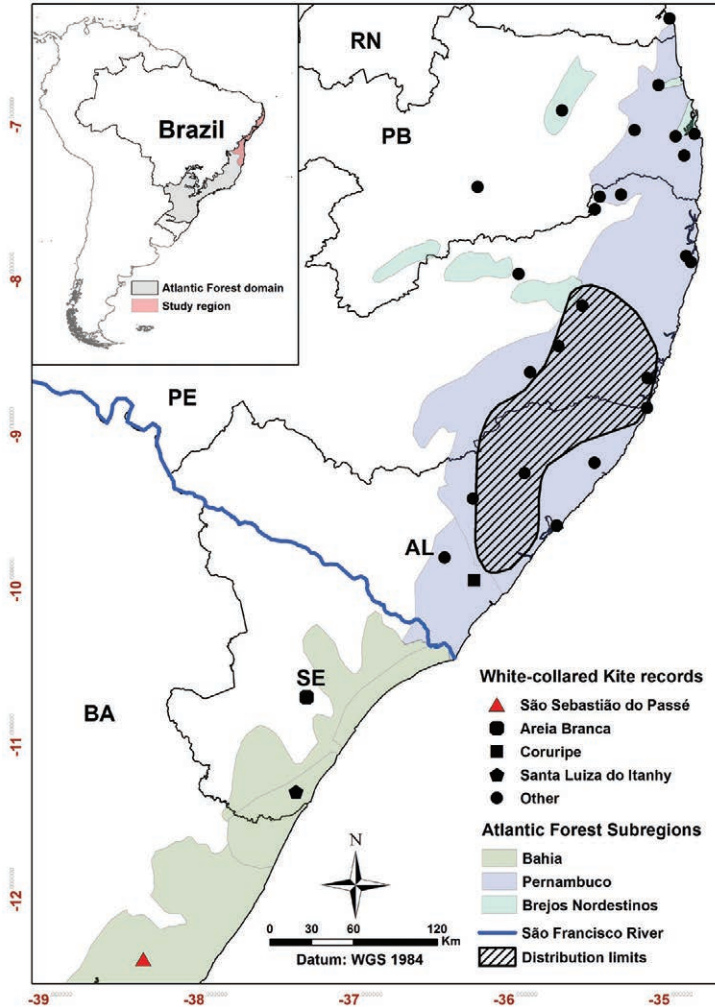 RN
PB
Brazil
Atlantic Forest domain
Study region
PE
AL
SE
BA
White-collared Kite records
São Sebastião do Passé
Areia Branca
Coruripe
Santa Luiza do Itanhy
Other
Atlantic Forest Subregions
Bahia
Pernambuco
Brejos Nordestinos
São Francisco River
Distribution limits
N
0 30 60 120
Km
Datum: WGS 1984
-7
-8
-9
-10
-11
-12
-39 -38 -37 -36 -35